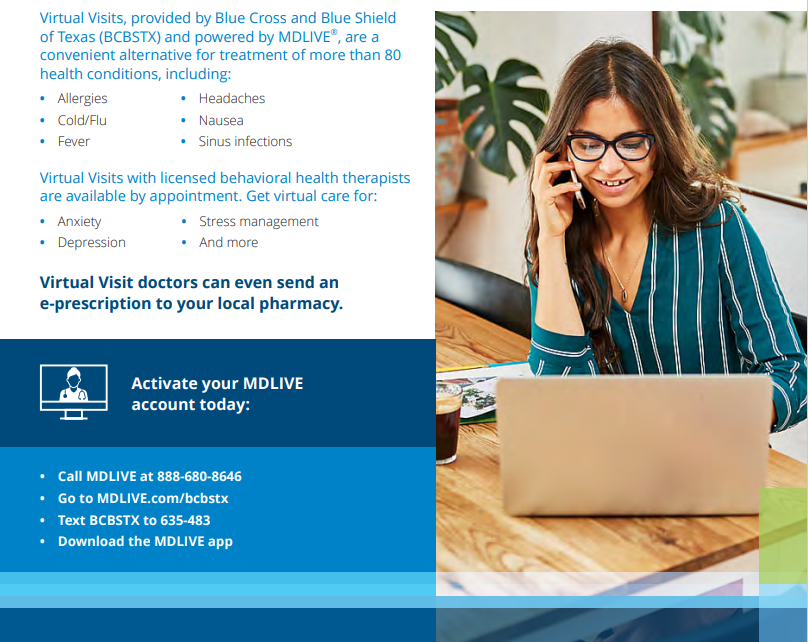 Virtual Visits, provided by Blue Cross and Blue Shield
of Texas (BCBSTX) and powered by MDLIVE®, are a
convenient alternative for treatment of more than 80
health conditions, including:
• Allergies
• Cold/Flu
• Fever
• Headaches
• Nausea
• Sinus infections
Virtual Visits with licensed behavioral health therapists
are available by appointment. Get virtual care for:
• Anxiety
• Depression
• Stress management
• And more
Virtual Visit doctors can even send an
e-prescription to your local pharmacy.
Activate your MDLIVE
account today:
• Call MDLIVE at 888-680-8646
• Go to MDLIVE.com/bcbstx
• Text BCBSTX to 635-483
• Download the MDLIVE app